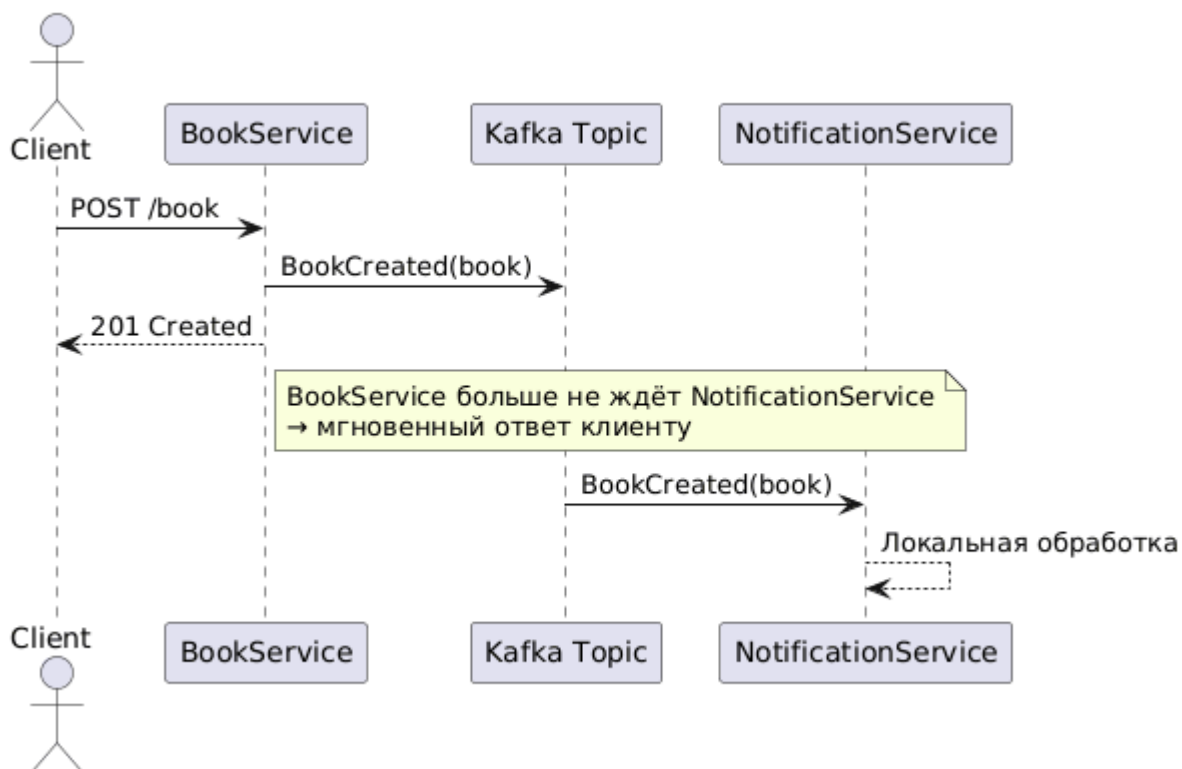 Client
BookService
Kafka Topic
NotificationService
POST /book
BookCreated(book)
201 Created
BookService больше не ждёт NotificationService
→ мгновенный ответ клиенту
BookCreated(book)
Локальная обработка
Client
BookService
Kafka Topic
NotificationService